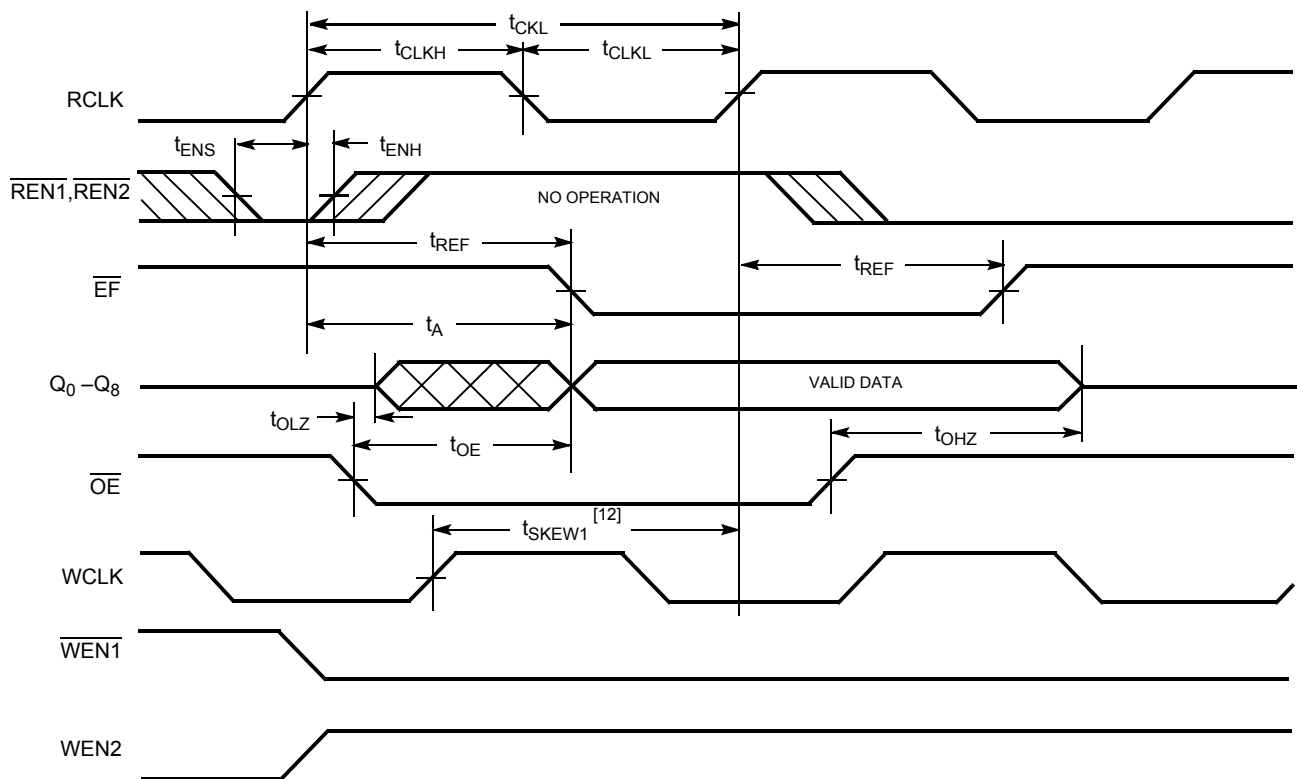 tCKL
tCLKH
tCLKL
RCLK
tENS
tENH
REN1,REN2
NO OPERATION
tREF
tREF
EF
tA
Q0 –Q8
VALID DATA
tOLZ
tOE
tOHZ
OE
tSKEW1 [12]
WCLK
WEN1
WEN2